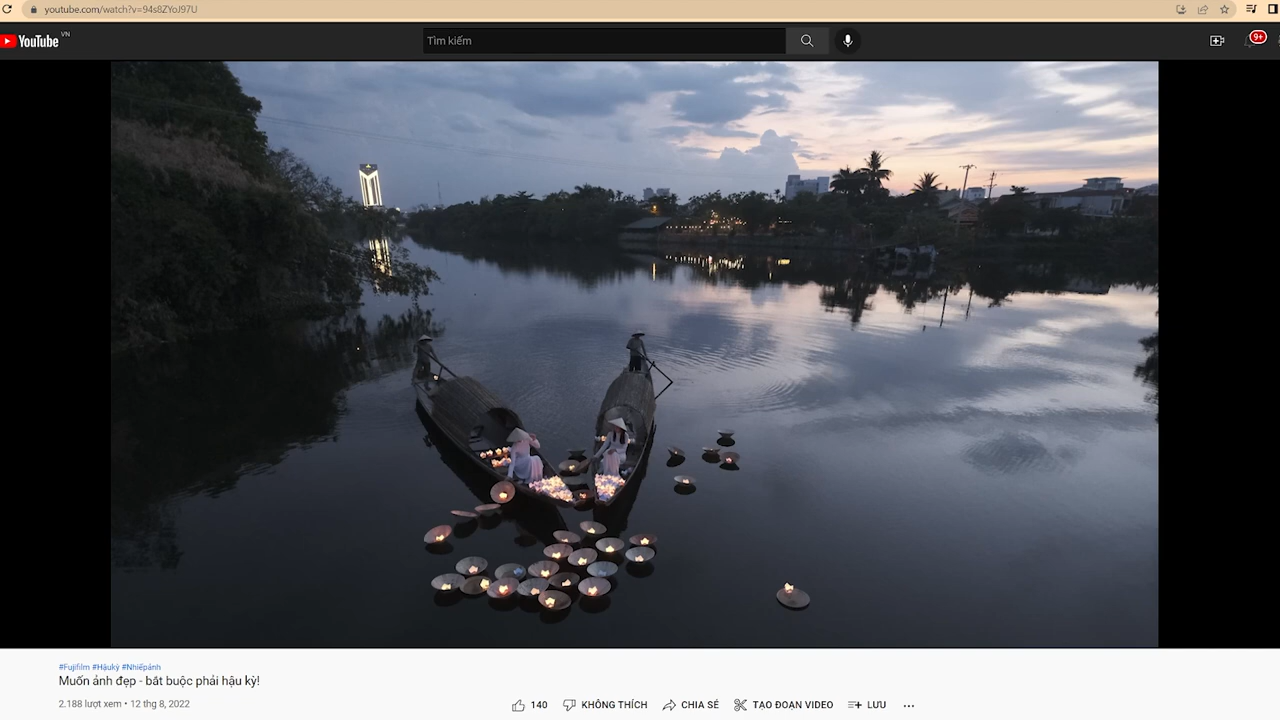 youtube.com/watch?v=94s8ZYoJ97U
YouTube VN
Tìm kiếm
9+
#Fujifilm #Hậukỳ #Nhiếpảnh
Muốn ảnh đẹp - bắt buộc phải hậu kỳ!
2.188 lượt xem • 12 thg 8, 2022
140 KHÔNG THÍCH CHIA SẺ TẠO ĐOẠN VIDEO LƯU